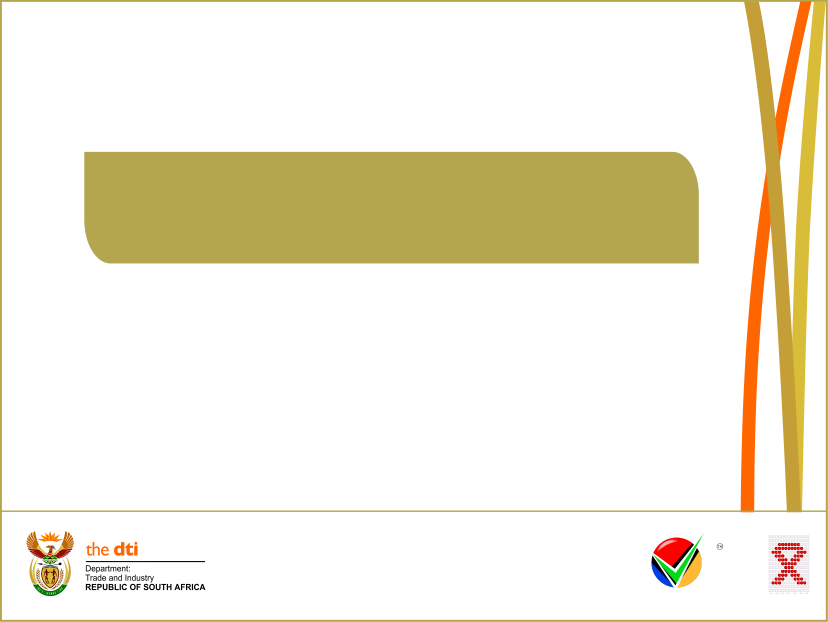 the dti
Department:
Trade and Industry
REPUBLIC OF SOUTH AFRICA